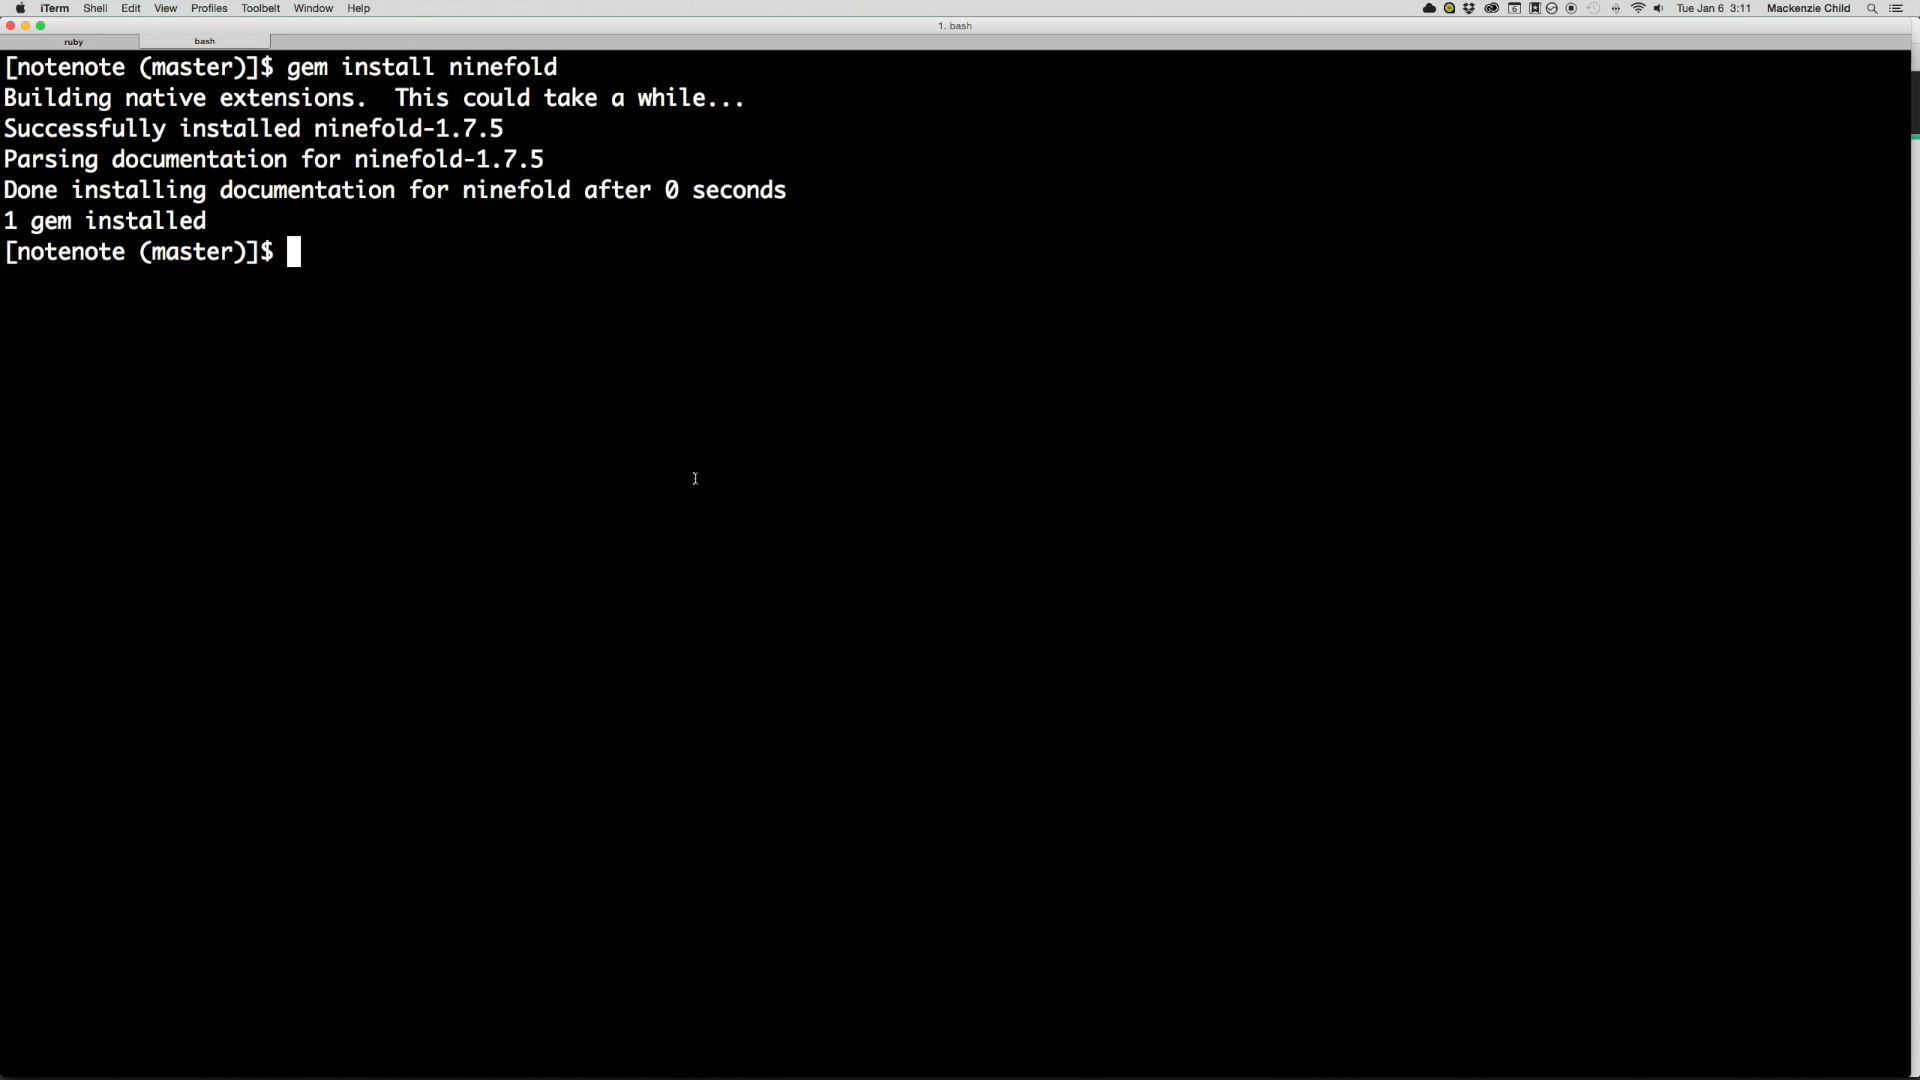 iTerm Shell Edit View Profiles Toolbelt Window Help 6 Tue Jan 6 3:11 Mackenzie Child
1. bash
ruby bash
[notenote (master)]$ gem install ninefold
Building native extensions.  This could take a while...
Successfully installed ninefold-1.7.5
Parsing documentation for ninefold-1.7.5
Done installing documentation for ninefold after 0 seconds
1 gem installed
[notenote (master)]$